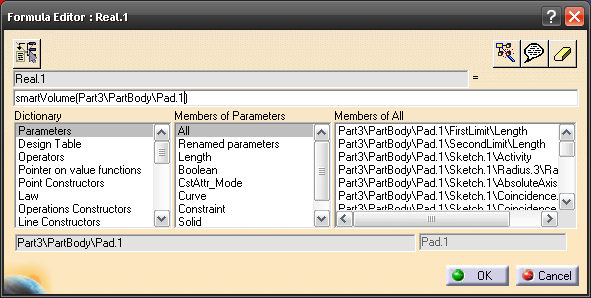 Formula Editor : Real.1
Real.1 =
smartVolume(Part3\PartBody\Pad.1)
Dictionary Members of Parameters Members of All
Parameters All Part3\PartBody\Pad.1\FirstLimit\Length
Design Table Renamed parameters Part3\PartBody\Pad.1\SecondLimit\Length
Operators Length Part3\PartBody\Pad.1\Sketch.1\Activity
Pointer on value functions Boolean Part3\PartBody\Pad.1\Sketch.1\Radius.3\Ra
Point Constructors CstAttr_Mode Part3\PartBody\Pad.1\Sketch.1\AbsoluteAxis
Law Curve Part3\PartBody\Pad.1\Sketch.1\Coincidence.
Operations Constructors Constraint Part3\PartBody\Pad.1\Sketch.1\Coincidence.
Line Constructors Solid
Part3\PartBody\Pad.1 Pad.1
OK Cancel